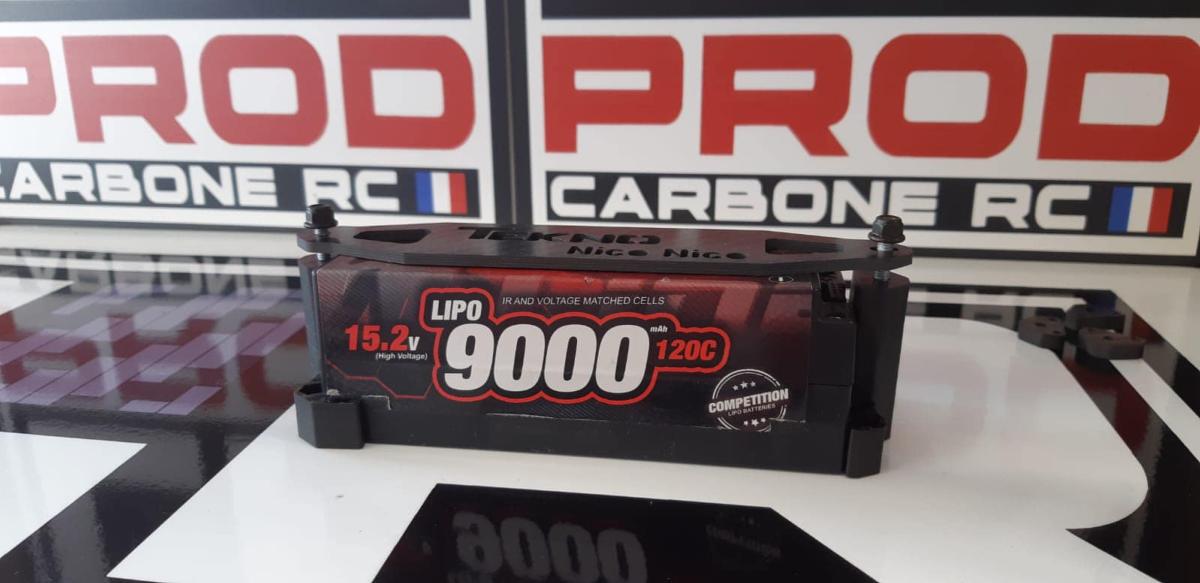 PROD
CARBONE RC
PROD
CARBONE RC
TEKNO
Nico Nico
IR AND VOLTAGE MATCHED CELLS
LIPO
15.2V
(High Voltage)
9000
mAh
120C
COMPETITION
LIPO BATTERIES